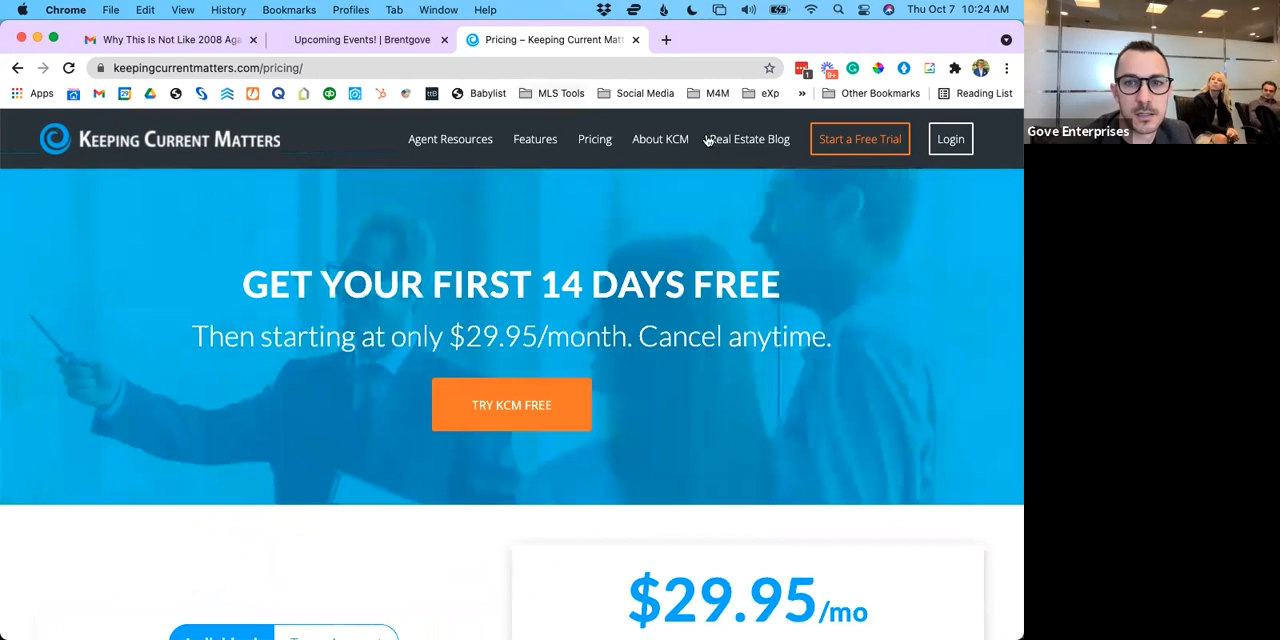 Chrome File Edit View History Bookmarks Profiles Tab Window Help Thu Oct 7 10:24 AM
Why This Is Not Like 2008 Aga Upcoming Events! | Brentgove Pricing – Keeping Current Matt
keepingcurrentmatters.com/pricing/
Apps Babylist MLS Tools Social Media M4M eXp » Other Bookmarks Reading List
KEEPING CURRENT MATTERS Agent Resources Features Pricing About KCM Real Estate Blog Start a Free Trial Login
Gove Enterprises
GET YOUR FIRST 14 DAYS FREE
Then starting at only $29.95/month. Cancel anytime.
TRY KCM FREE
$29.95/mo